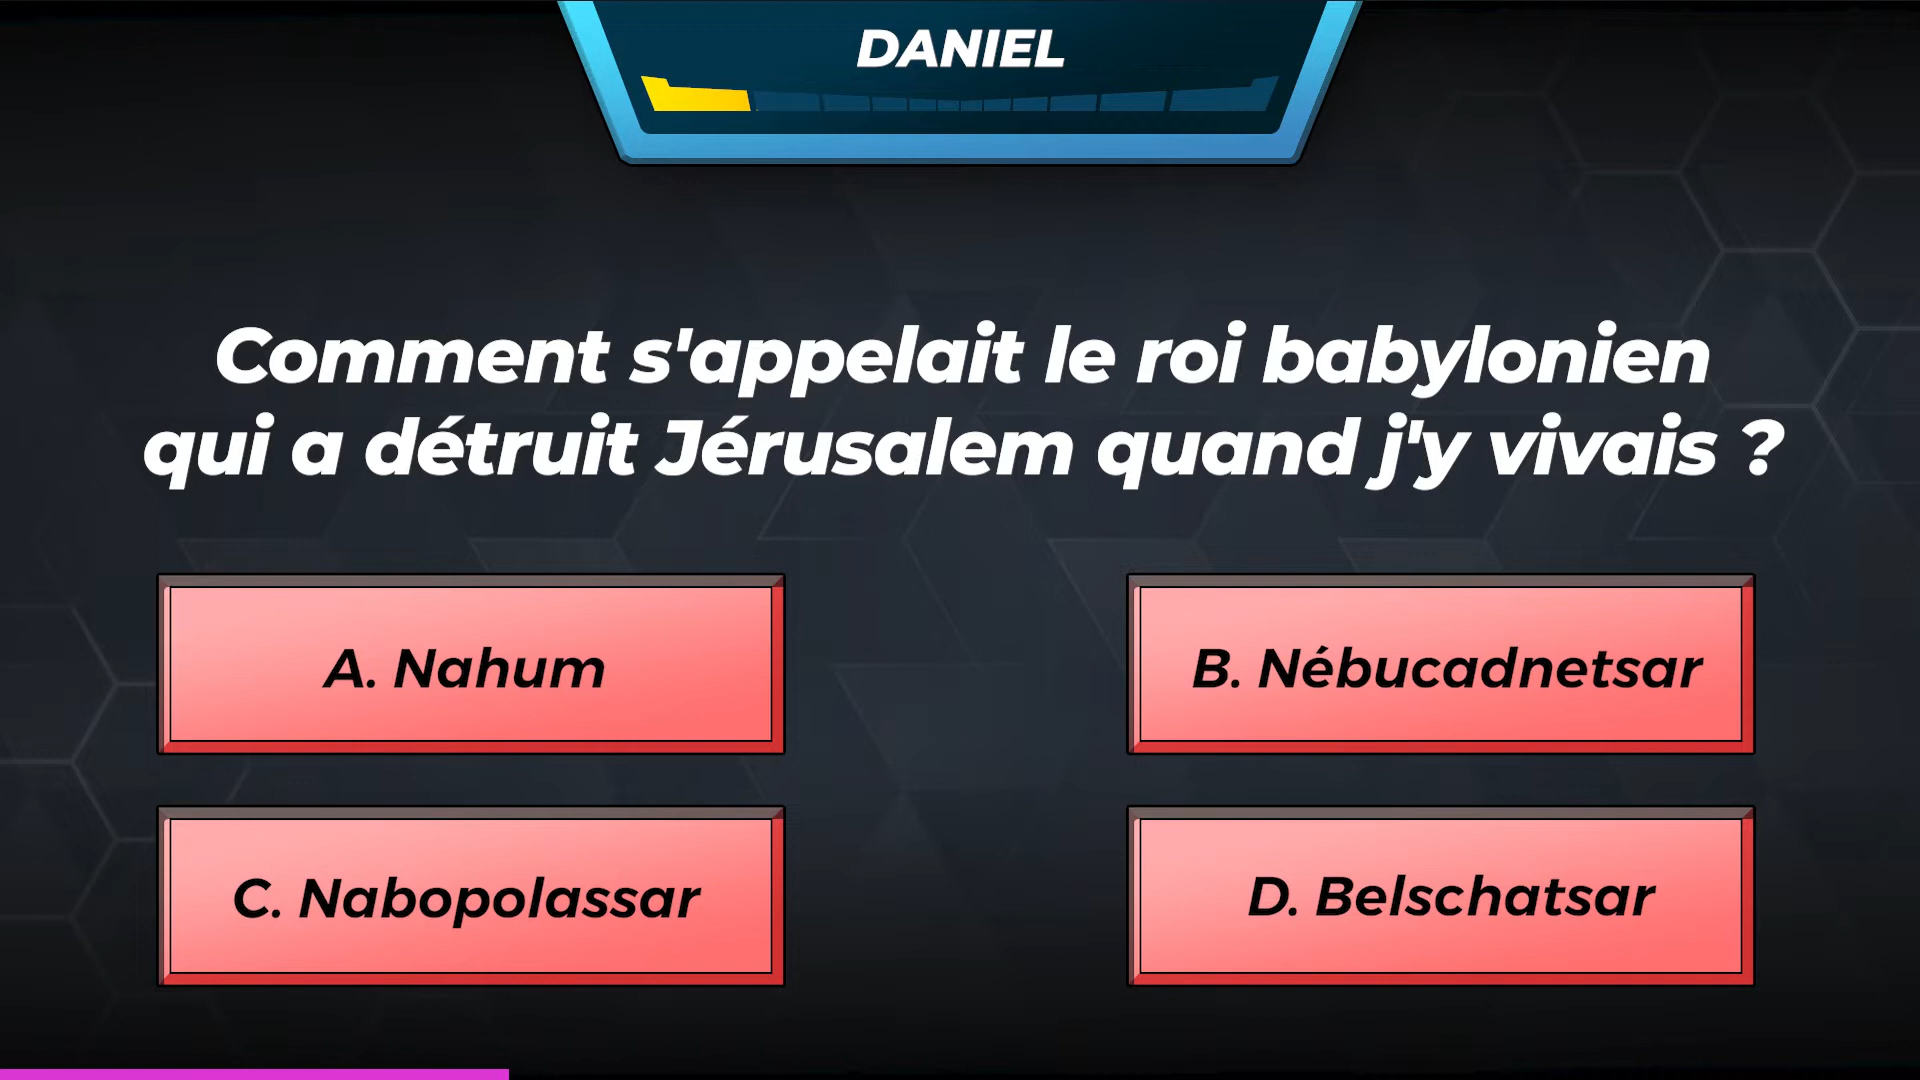 DANIEL
Comment s'appelait le roi babylonien
qui a détruit Jérusalem quand j'y vivais ?
A. Nahum
B. Nébucadnetsar
C. Nabopolassar
D. Belschatsar